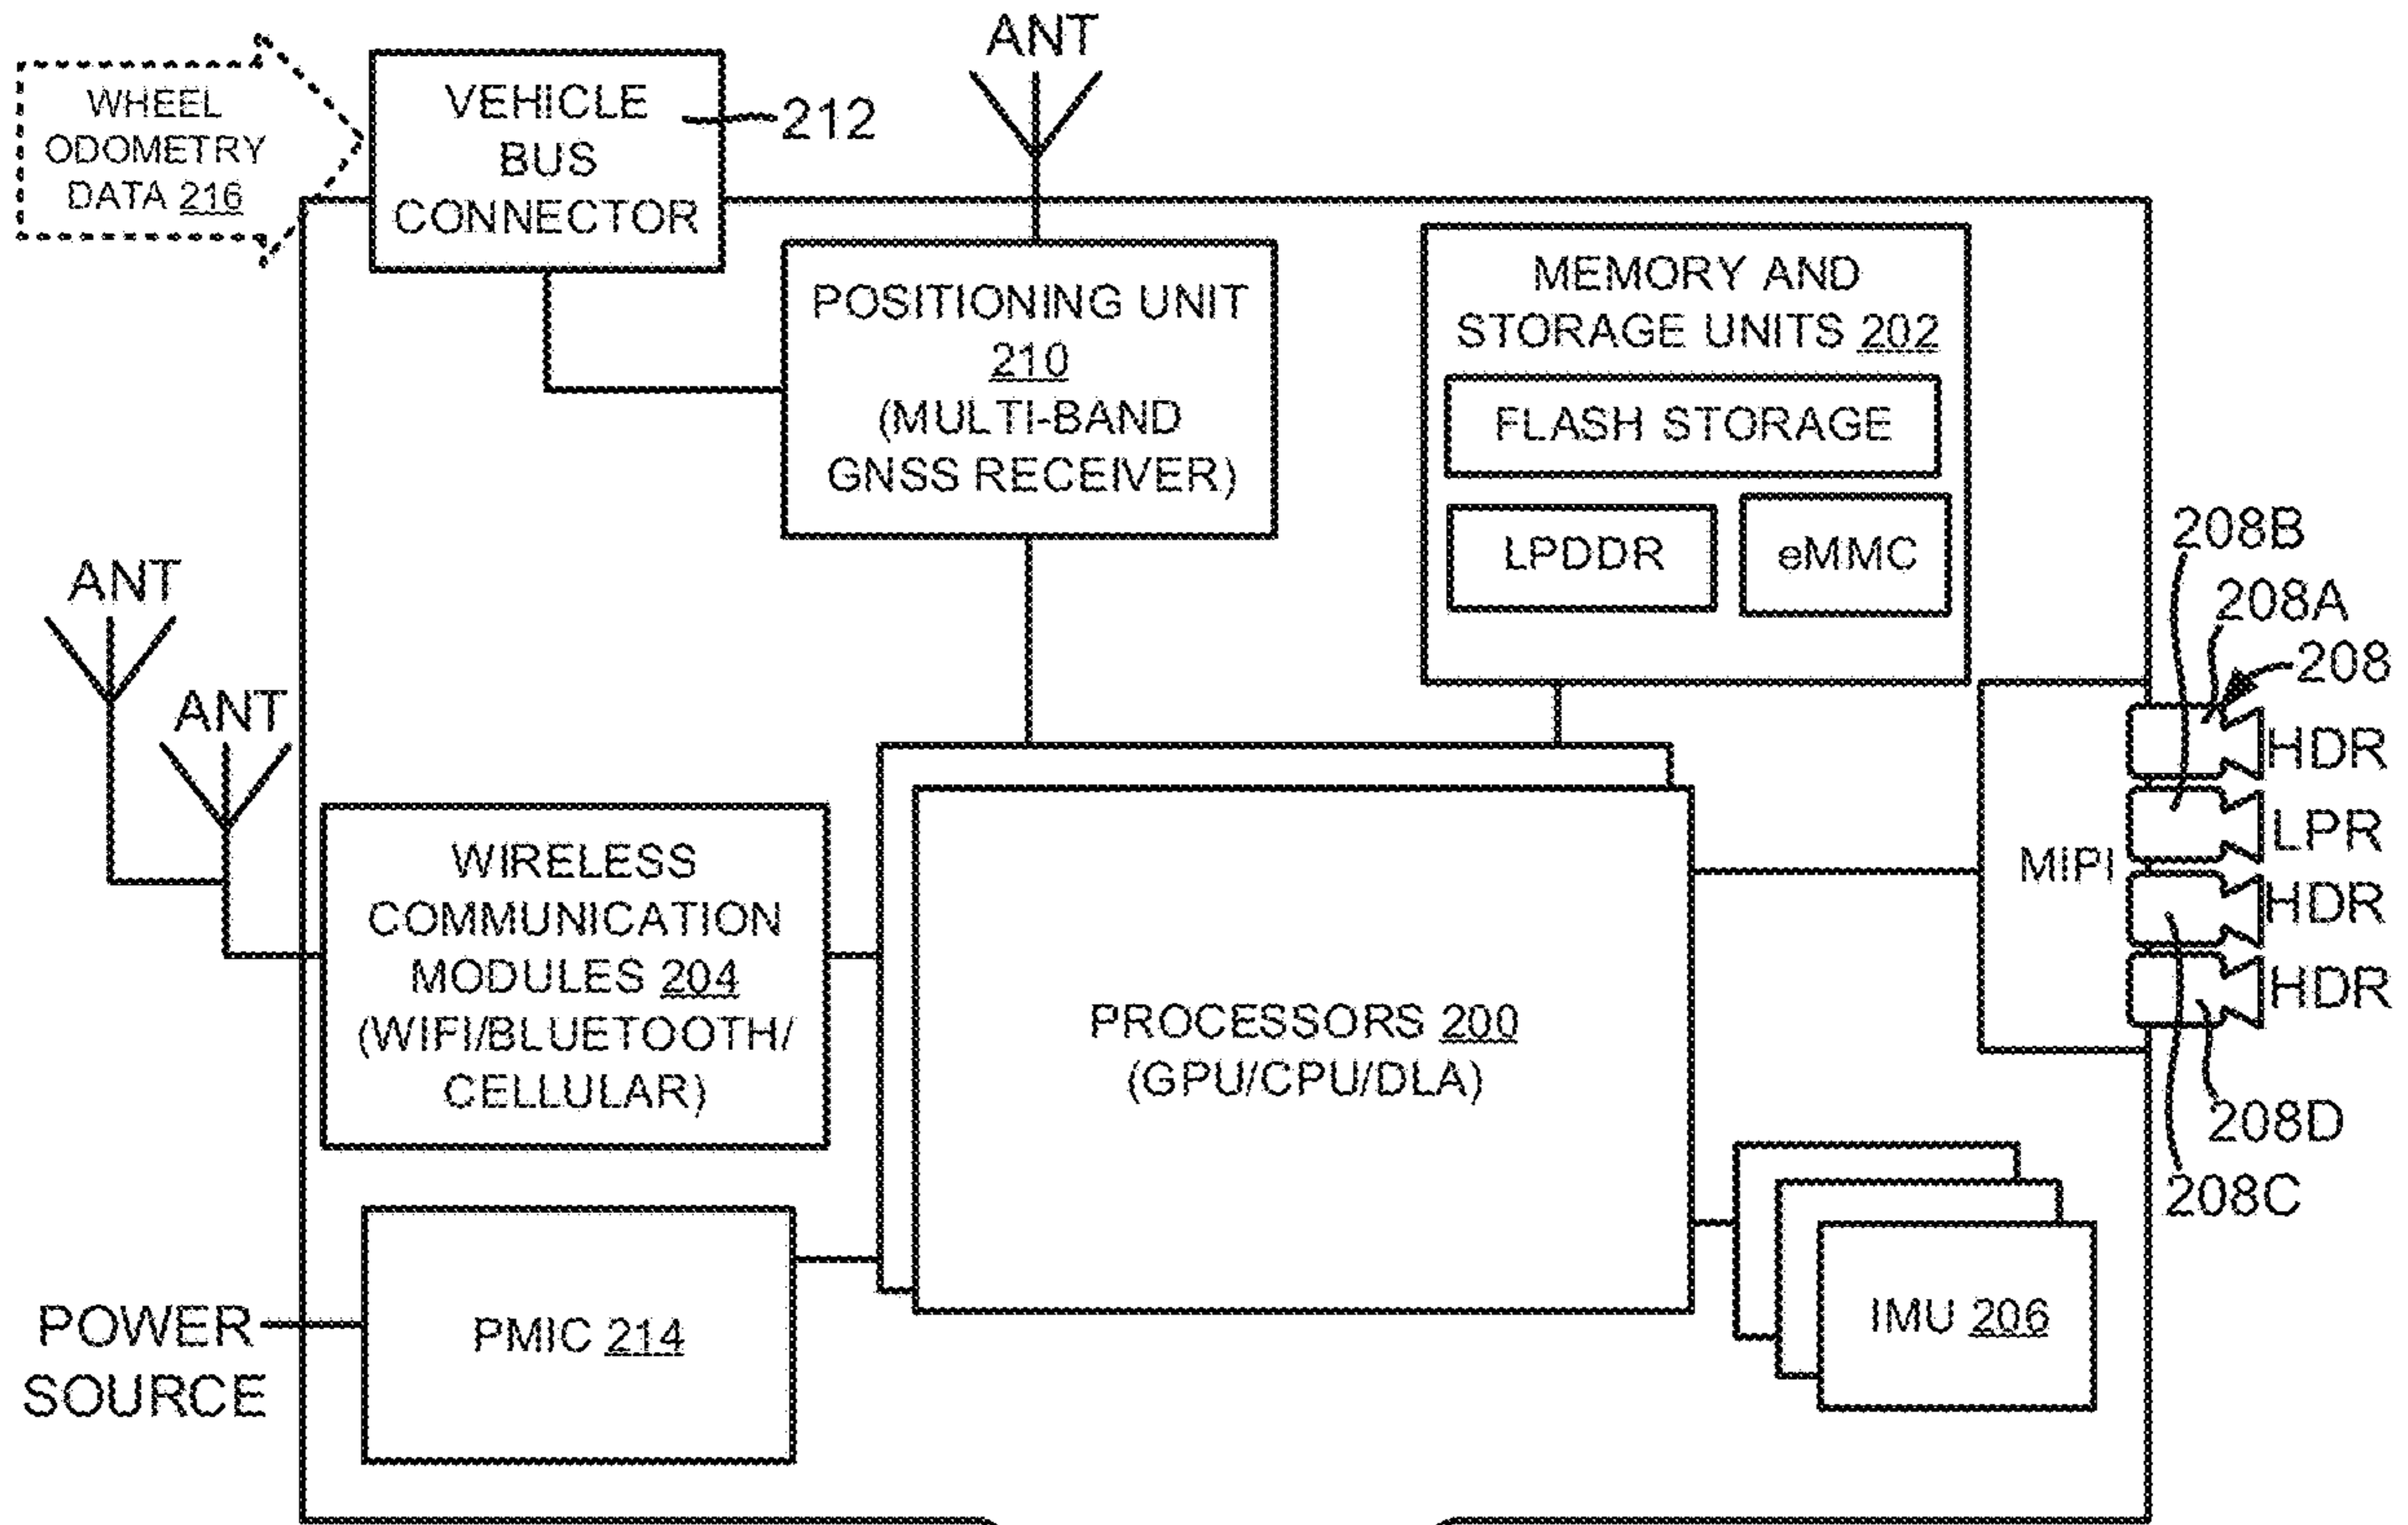 ANT
WHEEL
ODOMETRY
DATA 216
VEHICLE
BUS
CONNECTOR
212
POSITIONING UNIT
210
(MULTI-BAND
GNSS RECEIVER)
MEMORY AND
STORAGE UNITS 202
FLASH STORAGE
LPDDR
eMMC
208B
208A
208
HDR
LPR
HDR
HDR
MIPI
208D
208C
ANT
ANT
WIRELESS
COMMUNICATION
MODULES 204
(WIFI/BLUETOOTH/
CELLULAR)
PROCESSORS 200
(GPU/CPU/DLA)
IMU 206
PMIC 214
POWER
SOURCE